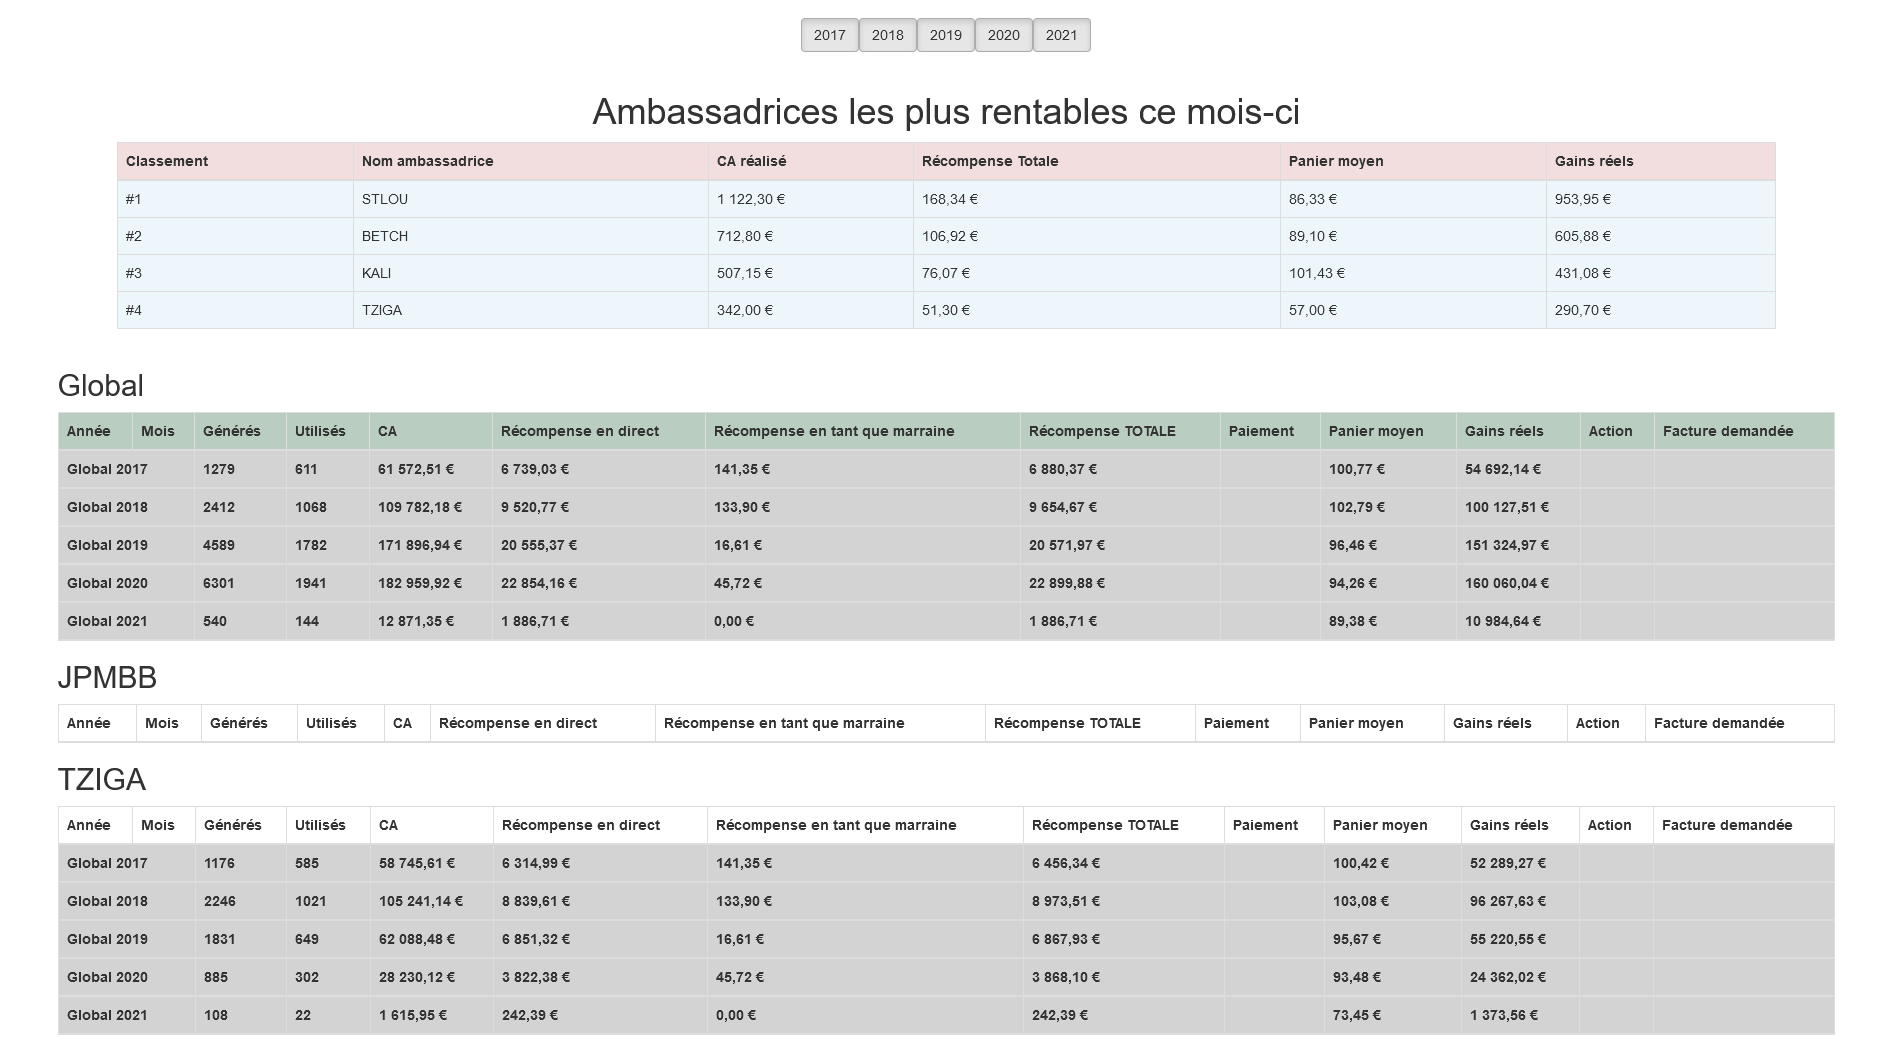 2017 2018 2019 2020 2021
Ambassadrices les plus rentables ce mois-ci
Classement Nom ambassadrice CA réalisé Récompense Totale Panier moyen Gains réels
#1 STLOU 1 122,30 € 168,34 € 86,33 € 953,95 €
#2 BETCH 712,80 € 106,92 € 89,10 € 605,88 €
#3 KALI 507,15 € 76,07 € 101,43 € 431,08 €
#4 TZIGA 342,00 € 51,30 € 57,00 € 290,70 €
Global
Année Mois Générés Utilisés CA Récompense en direct Récompense en tant que marraine Récompense TOTALE Paiement Panier moyen Gains réels Action Facture demandée
Global 2017 1279 611 61 572,51 € 6 739,03 € 141,35 € 6 880,37 € 100,77 € 54 692,14 €
Global 2018 2412 1068 109 782,18 € 9 520,77 € 133,90 € 9 654,67 € 102,79 € 100 127,51 €
Global 2019 4589 1782 171 896,94 € 20 555,37 € 16,61 € 20 571,97 € 96,46 € 151 324,97 €
Global 2020 6301 1941 182 959,92 € 22 854,16 € 45,72 € 22 899,88 € 94,26 € 160 060,04 €
Global 2021 540 144 12 871,35 € 1 886,71 € 0,00 € 1 886,71 € 89,38 € 10 984,64 €
JPMBB
Année Mois Générés Utilisés CA Récompense en direct Récompense en tant que marraine Récompense TOTALE Paiement Panier moyen Gains réels Action Facture demandée
TZIGA
Année Mois Générés Utilisés CA Récompense en direct Récompense en tant que marraine Récompense TOTALE Paiement Panier moyen Gains réels Action Facture demandée
Global 2017 1176 585 58 745,61 € 6 314,99 € 141,35 € 6 456,34 € 100,42 € 52 289,27 €
Global 2018 2246 1021 105 241,14 € 8 839,61 € 133,90 € 8 973,51 € 103,08 € 96 267,63 €
Global 2019 1831 649 62 088,48 € 6 851,32 € 16,61 € 6 867,93 € 95,67 € 55 220,55 €
Global 2020 885 302 28 230,12 € 3 822,38 € 45,72 € 3 868,10 € 93,48 € 24 362,02 €
Global 2021 108 22 1 615,95 € 242,39 € 0,00 € 242,39 € 73,45 € 1 373,56 €